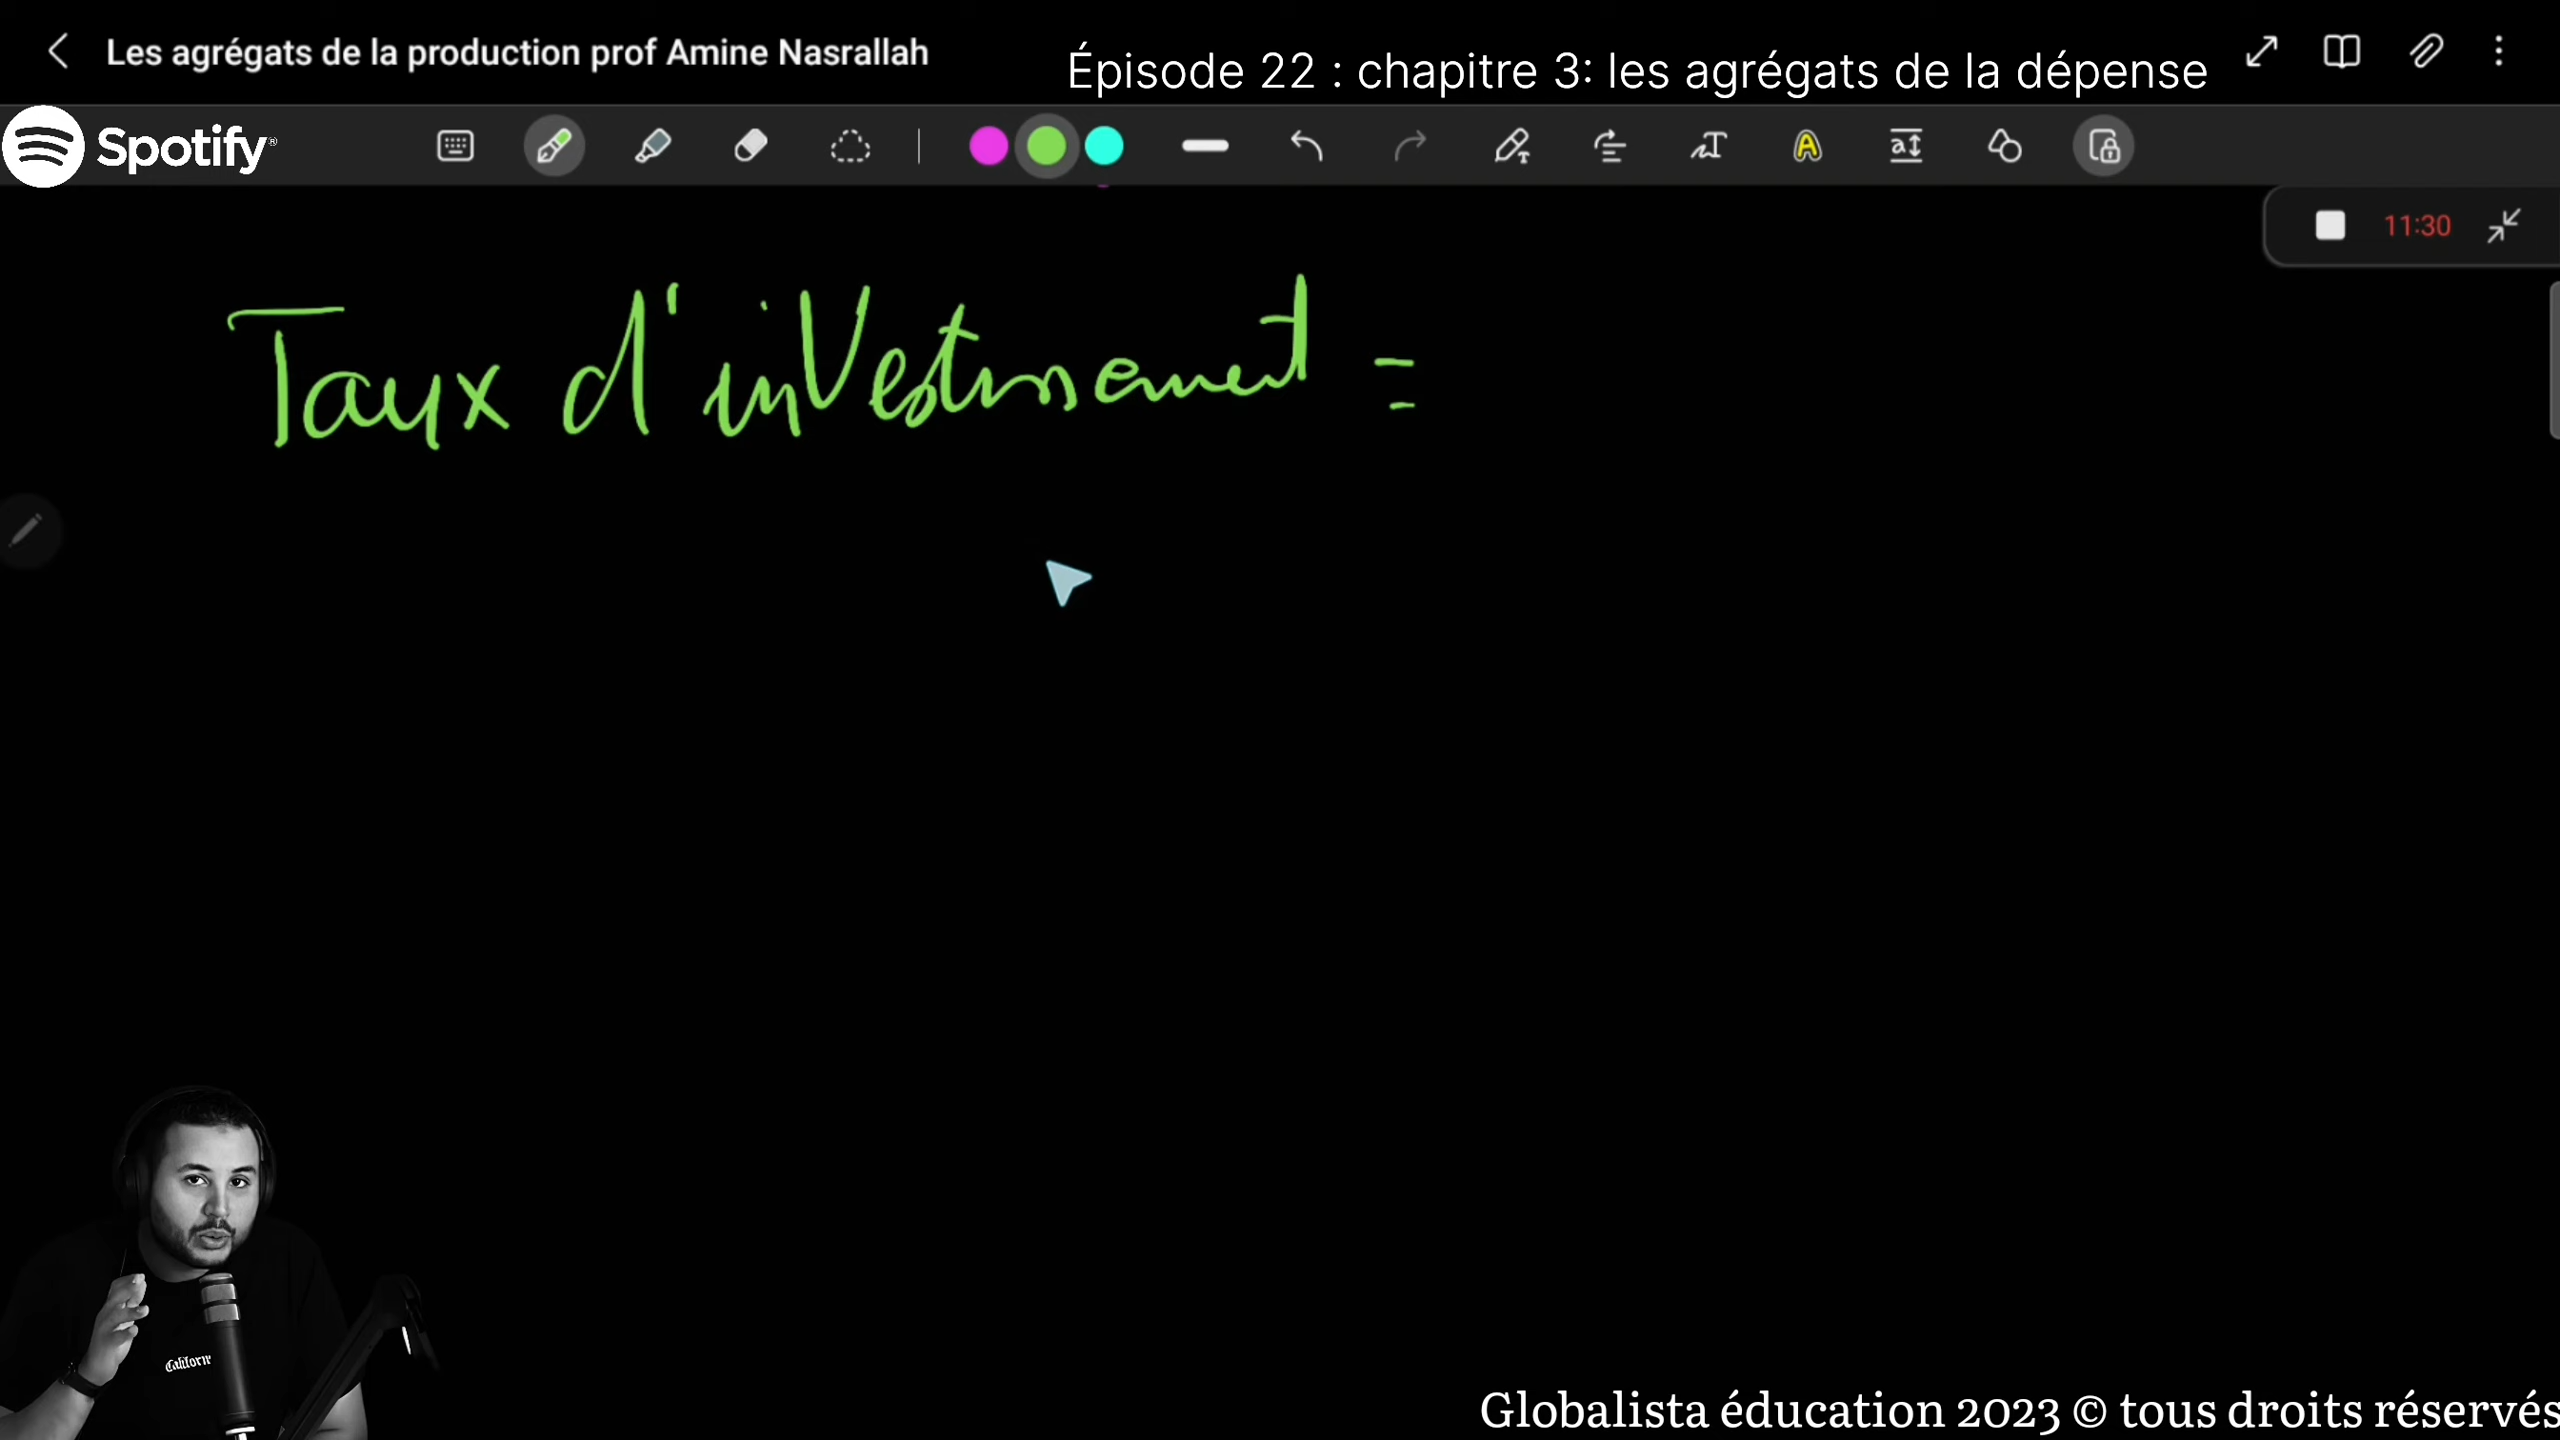 Les agrégats de la production prof Amine Nasrallah
Épisode 22 : chapitre 3: les agrégats de la dépense
Spotify®
11:30
Taux d'investissement =
Californ
Globalista éducation 2023 © tous droits réservés